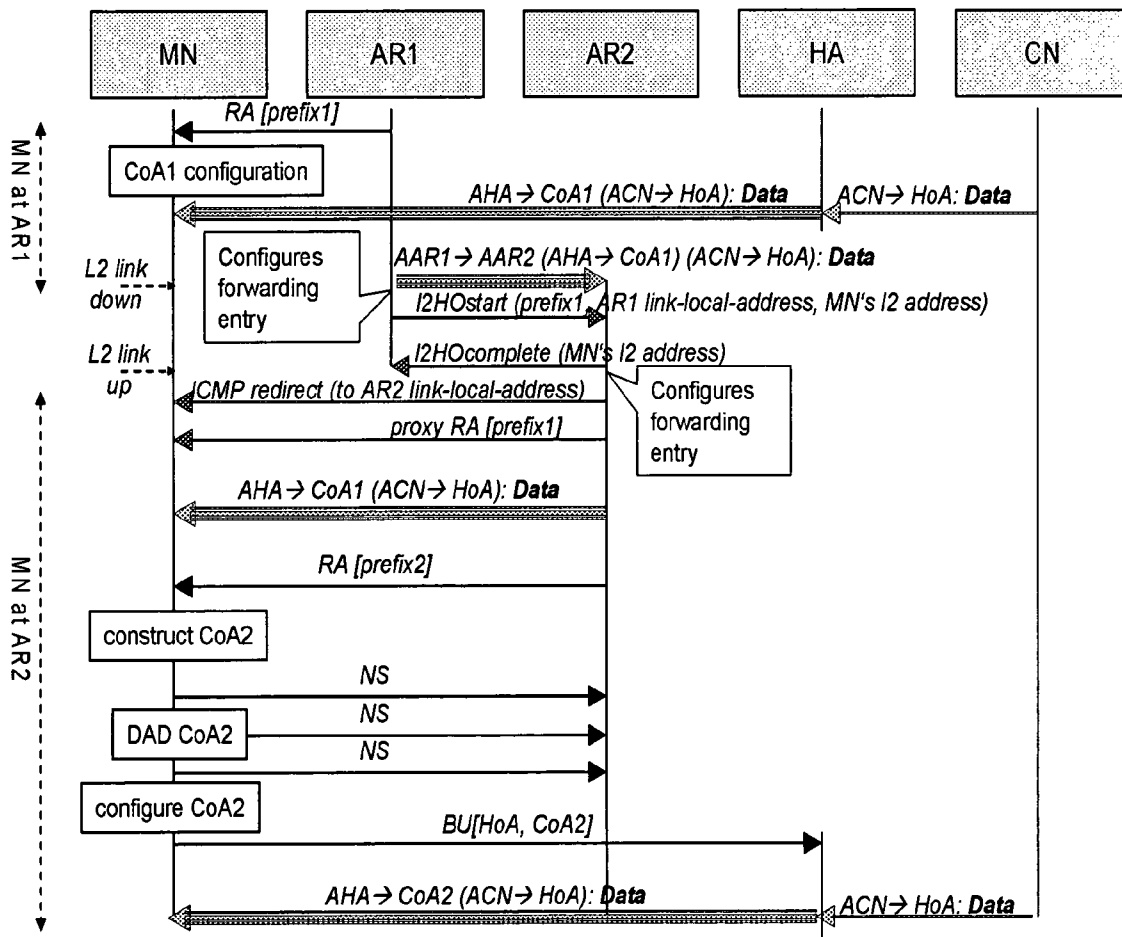 MN AR1 AR2 HA CN
RA [prefix1]
MN at AR1
CoA1 configuration
AHA→ CoA1 (ACN→ HoA): Data
ACN→ HoA: Data
Configures
forwarding
entry
AAR1→ AAR2 (AHA→ CoA1) (ACN→ HoA): Data
L2 link
down
l2HOstart (prefix1, AR1 link-local-address, MN's l2 address)
L2 link
up
l2HOcomplete (MN's l2 address)
Configures
forwarding
entry
ICMP redirect (to AR2 link-local-address)
proxy RA [prefix1]
AHA→ CoA1 (ACN→ HoA): Data
MN at AR2
RA [prefix2]
construct CoA2
NS
NS
DAD CoA2
NS
configure CoA2
BU[HoA, CoA2]
AHA→ CoA2 (ACN→ HoA): Data
ACN→ HoA: Data